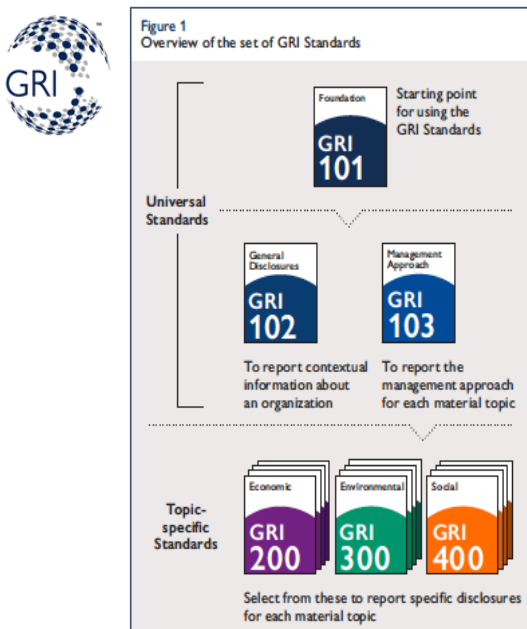 GRI
™
Figure 1
Overview of the set of GRI Standards
Foundation
GRI
101
Starting point
for using the
GRI Standards
Universal
Standards
General
Disclosures
GRI
102
Management
Approach
GRI
103
To report contextual
information about
an organization
To report the
management approach
for each material topic
Topic-
specific
Standards
Economic
GRI
200
Environmental
GRI
300
Social
GRI
400
Select from these to report specific disclosures
for each material topic